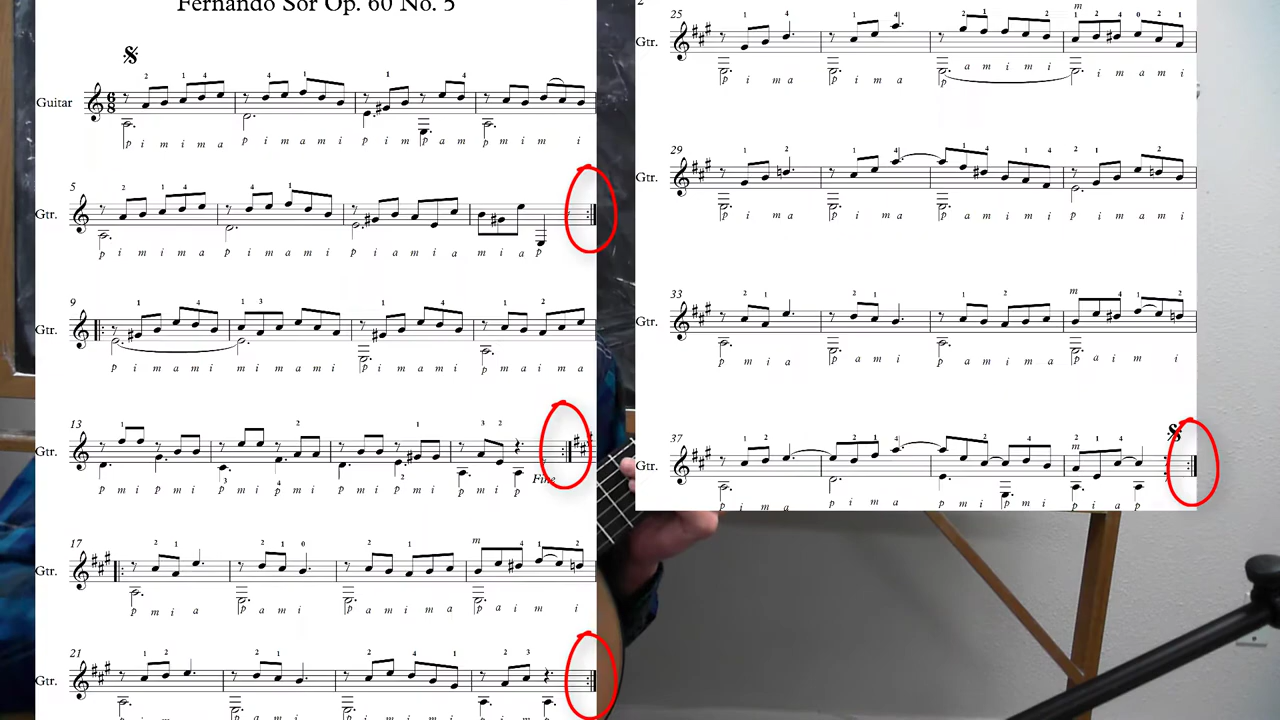 Fernando Sor Op. 60 No. 5
Guitar
p i m i m a p i m a m i p i m p a m p m i i
5
Gtr.
p i m i m a p i m a m i p i a m i a m i a p
9
Gtr.
p i m a m i m i m i m i p i m a m i p m a i m a
13
Gtr.
Fine
p m i p m i p m i p m i p m i p m i p m i p
17
Gtr.
m
p m i a p a m i p a m i m a p a i m i
21
Gtr.
2
25
Gtr.
m
p i m a p i m a p a m i m a i m a m i
29
Gtr.
p i m a p i m a p i m a m i p i m a m i
33
Gtr.
m
p m i a p a m i p a m i m a p a i m i
37
Gtr.
m
p i m a p i m a p m i p m i p i a p